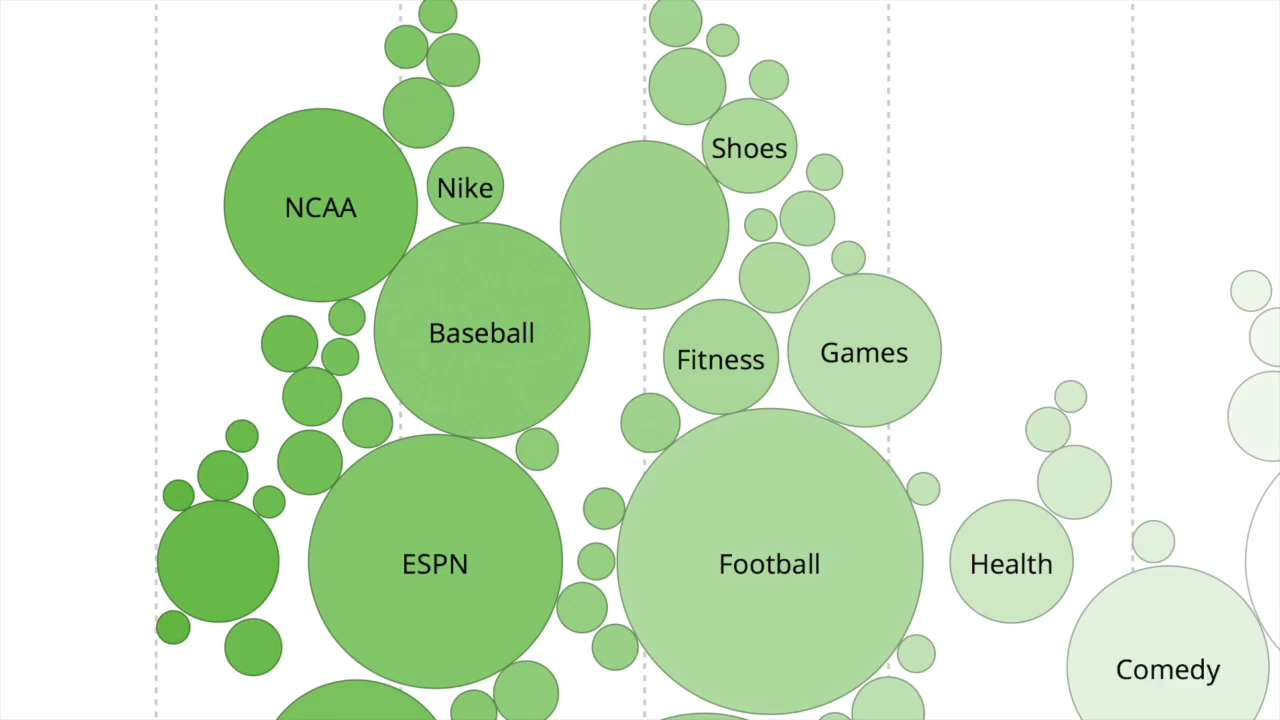 Shoes
Nike
NCAA
Baseball
Games
Fitness
ESPN
Football
Health
Comedy